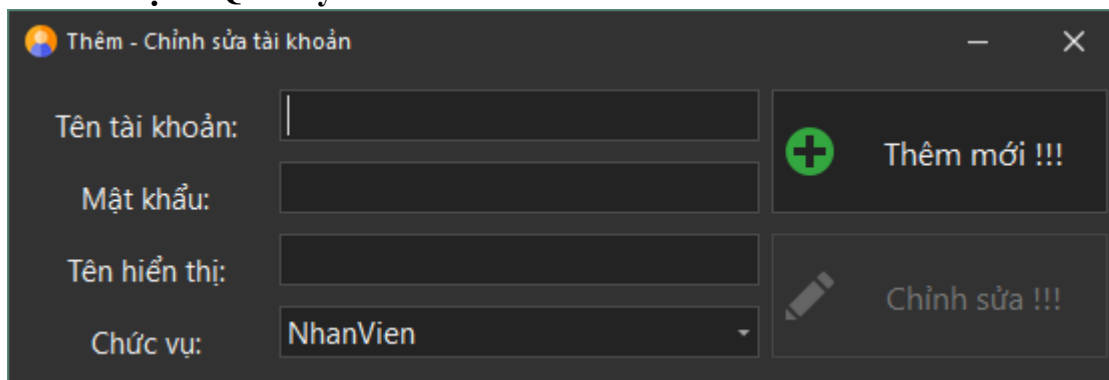 Thêm - Chỉnh sửa tài khoản
Tên tài khoản:
Thêm mới !!!
Mật khẩu:
Tên hiển thị:
Chỉnh sửa !!!
Chức vụ:
NhanVien